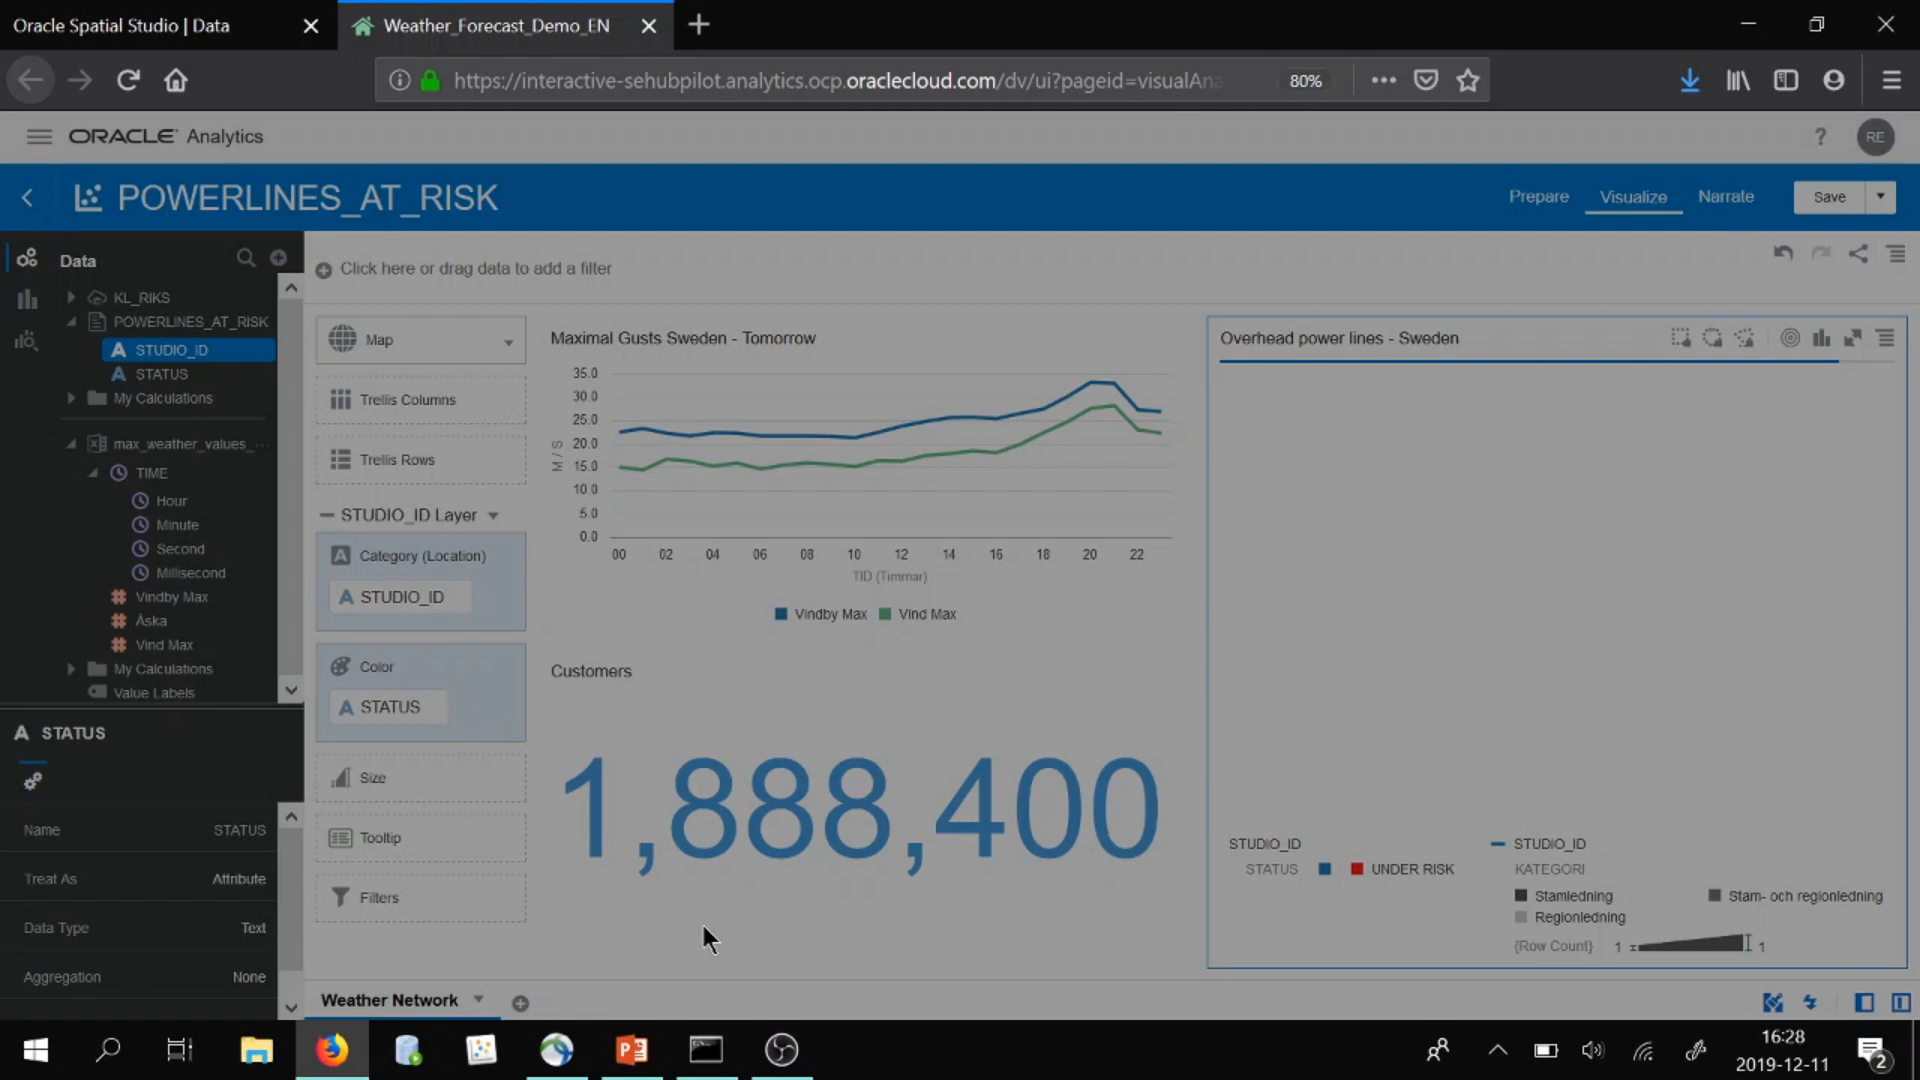 Oracle Spatial Studio | Data
Weather_Forecast_Demo_EN
https://interactive-sehubpilot.analytics.ocp.oraclecloud.com/dv/ui?pageid=visualAna
80%
ORACLE Analytics
?
RE
POWERLINES_AT_RISK
Prepare
Visualize
Narrate
Save
Data
Click here or drag data to add a filter
KL_RIKS
POWERLINES_AT_RISK
A STUDIO_ID
A STATUS
My Calculations
max_weather_values_
TIME
Hour
Minute
Second
Millisecond
Vindby Max
Åska
Vind Max
My Calculations
Value Labels
A STATUS
Name STATUS
Treat As Attribute
Data Type Text
Aggregation None
Map
Trellis Columns
Trellis Rows
STUDIO_ID Layer
A Category (Location)
A STUDIO_ID
Color
A STATUS
Size
Tooltip
Filters
Maximal Gusts Sweden - Tomorrow
35.0
30.0
25.0
20.0
15.0
10.0
5.0
0.0
M / S
00 02 04 06 08 10 12 14 16 18 20 22
TID (Timmar)
Vindby Max Vind Max
Customers
1,888,400
Overhead power lines - Sweden
STUDIO_ID
STATUS UNDER RISK
STUDIO_ID
KATEGORI
Stamledning Stam- och regionledning
Regionledning
{Row Count} 1 1
Weather Network
16:28
2019-12-11
2